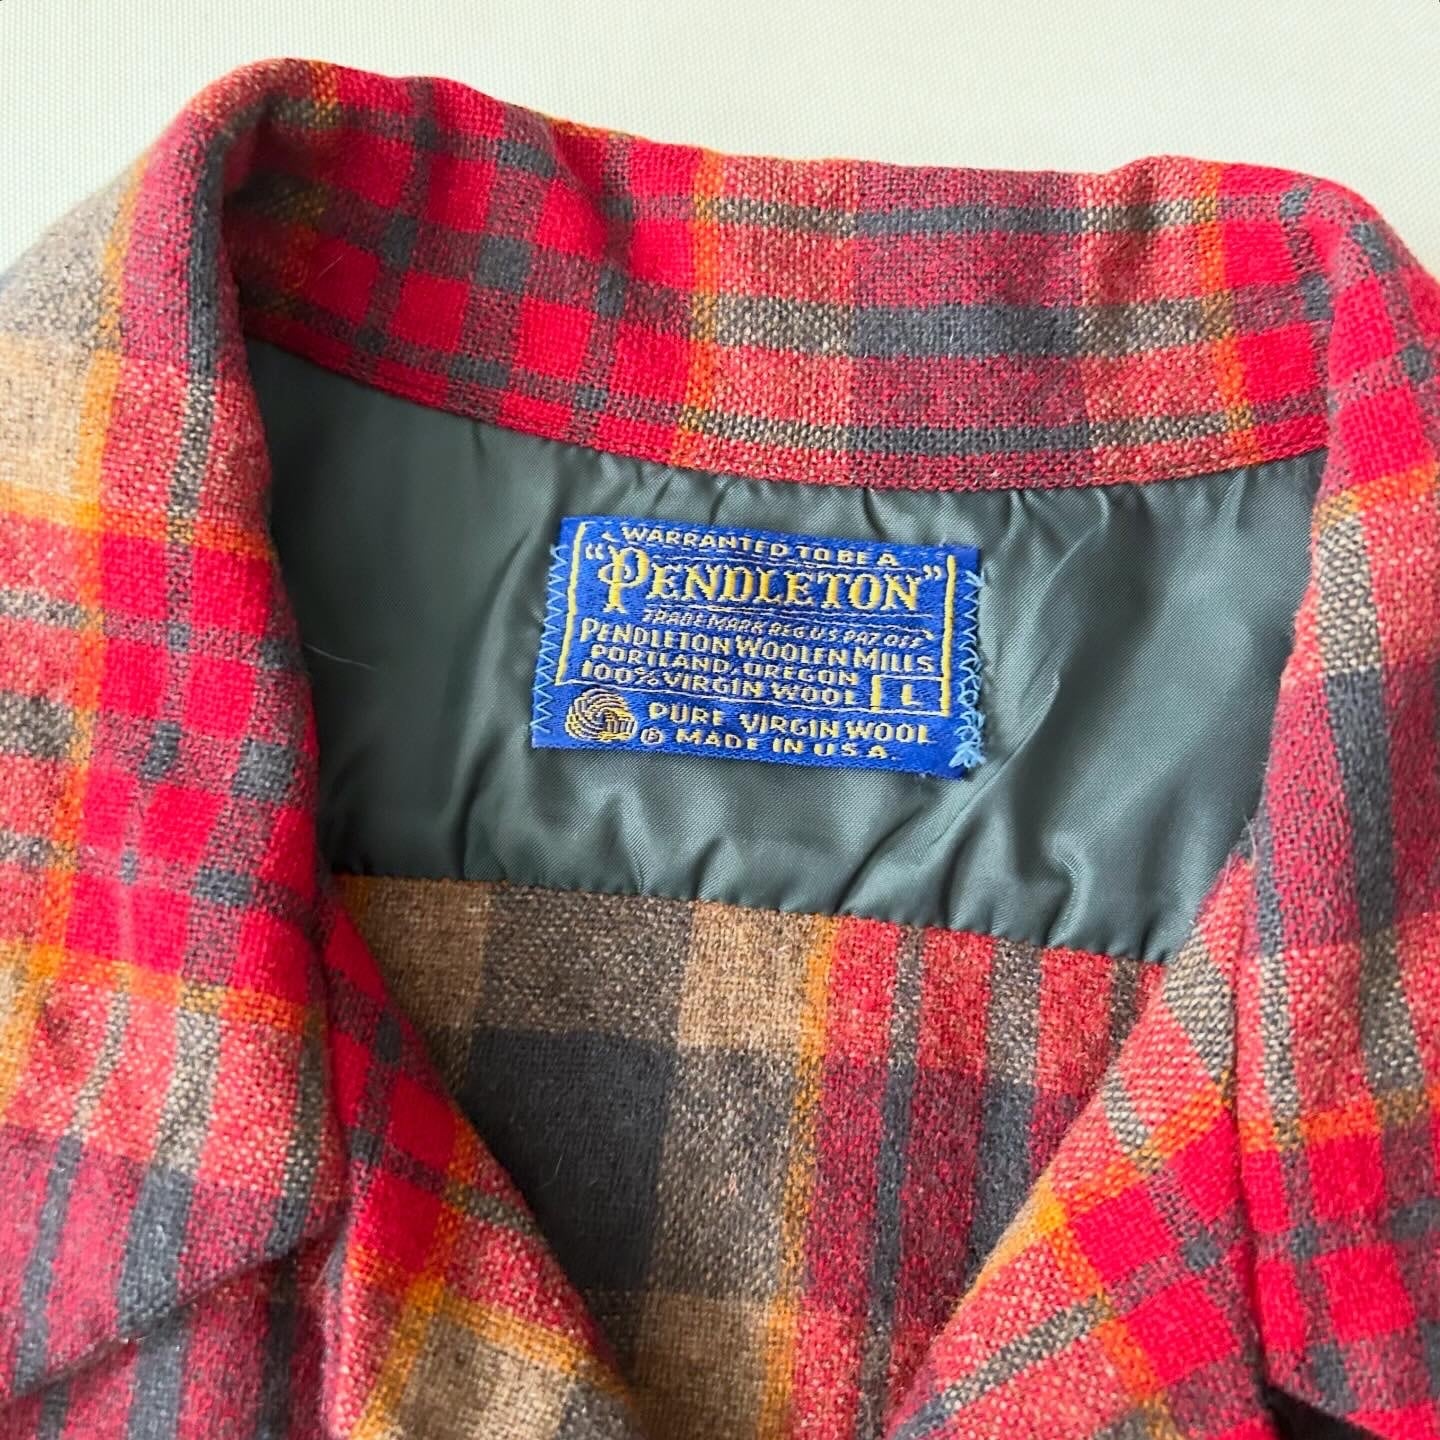 WARRANTED TO BE A
"PENDLETON"
TRADE MARK REG U.S PAT OFF
PENDLETON WOOLEN MILLS
PORTLAND, OREGON
100% VIRGIN WOOL L
PURE VIRGIN WOOL
® MADE IN U S A